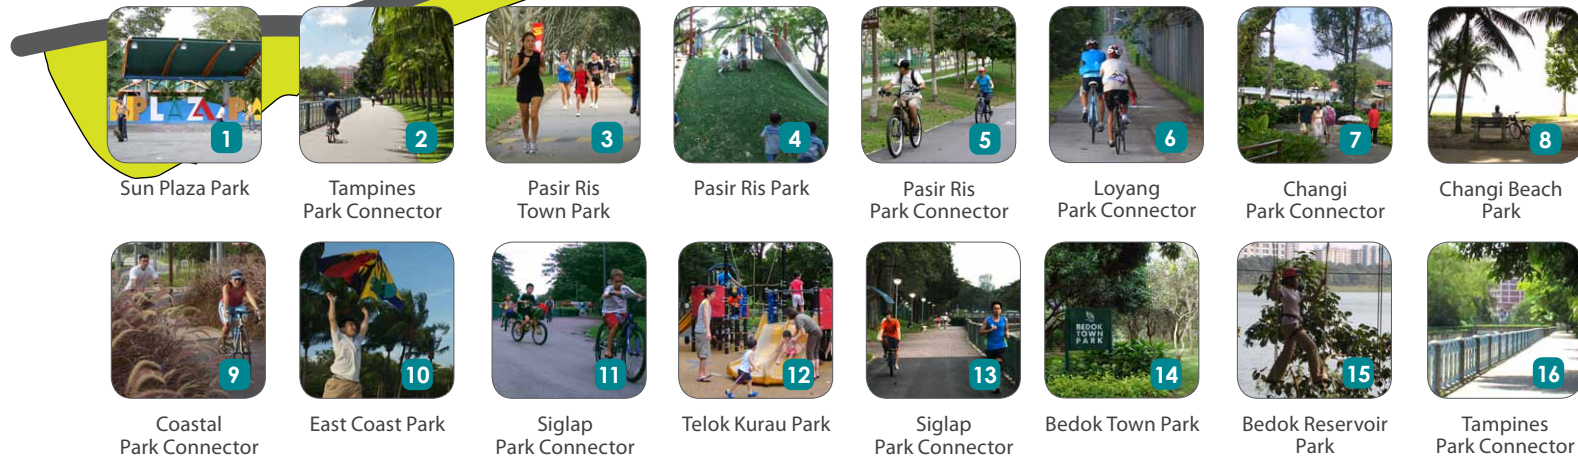 PLAZA PA
1
2
3
4
5
6
7
8
Sun Plaza Park
Tampines
Park Connector
Pasir Ris
Town Park
Pasir Ris Park
Pasir Ris
Park Connector
Loyang
Park Connector
Changi
Park Connector
Changi Beach
Park
BEDOK
TOWN
PARK
9
10
11
12
13
14
15
16
Coastal
Park Connector
East Coast Park
Siglap
Park Connector
Telok Kurau Park
Siglap
Park Connector
Bedok Town Park
Bedok Reservoir
Park
Tampines
Park Connector